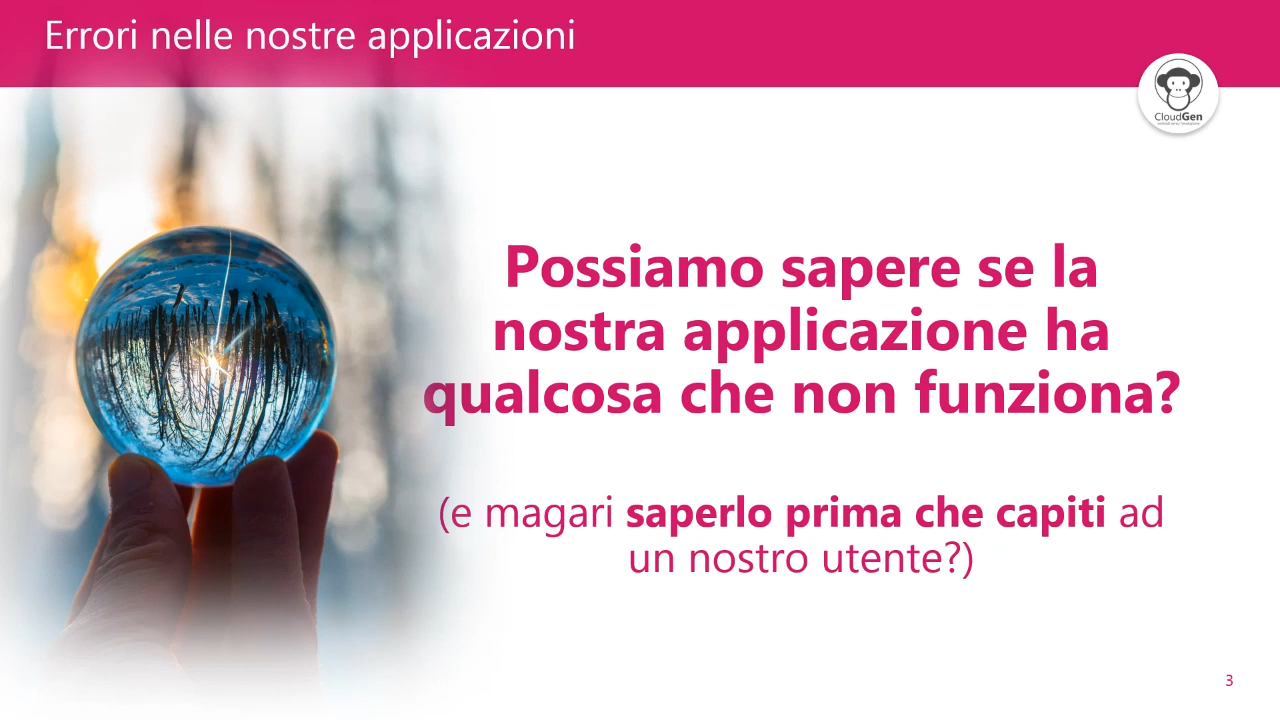 Errori nelle nostre applicazioni
CloudGen
Possiamo sapere se la
nostra applicazione ha
qualcosa che non funziona?
(e magari saperlo prima che capiti ad
un nostro utente?)
3